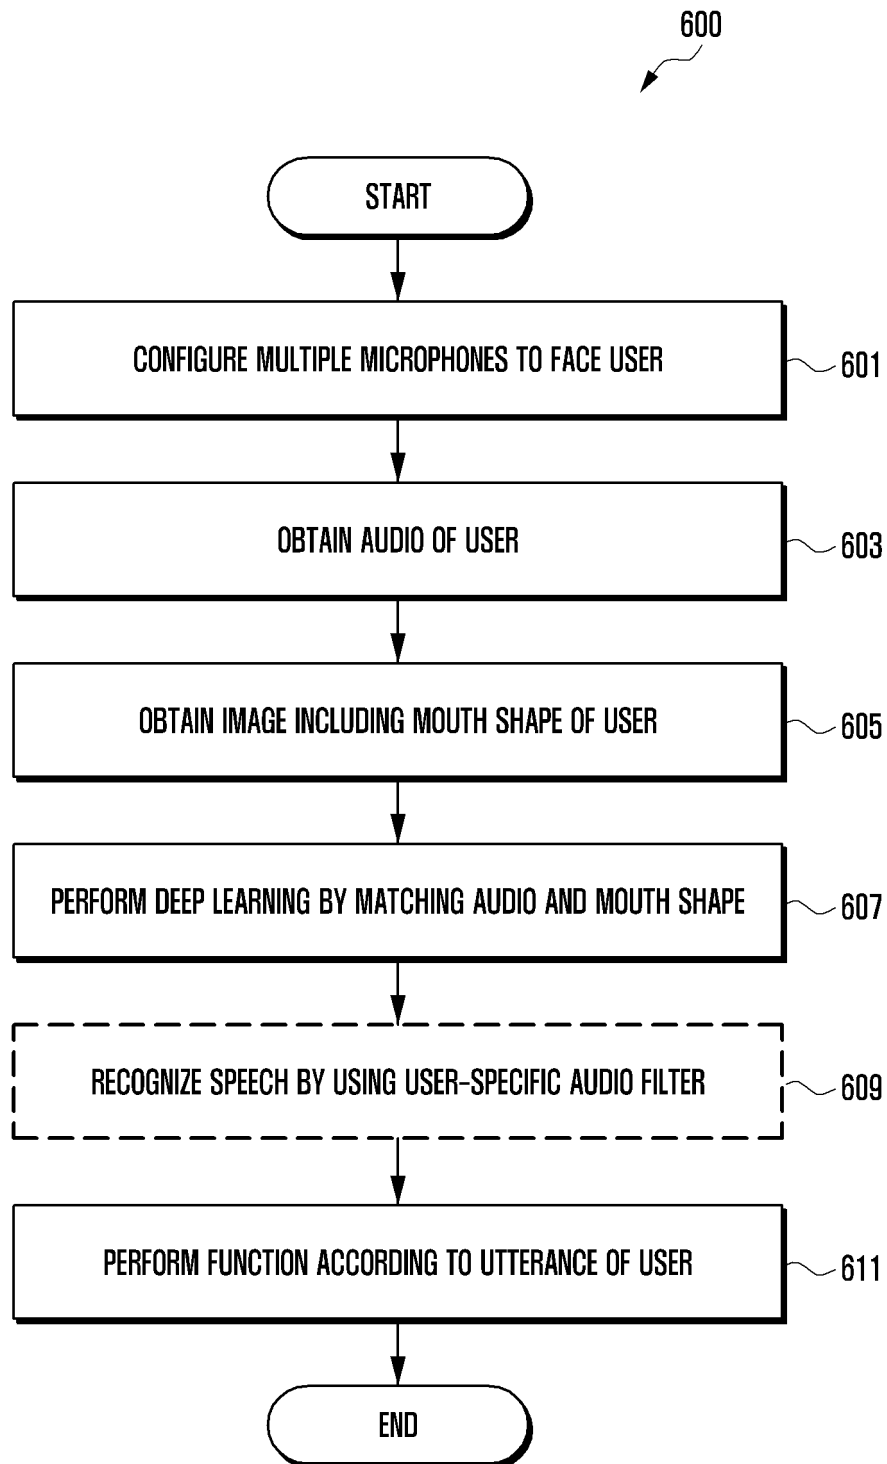 600
START
CONFIGURE MULTIPLE MICROPHONES TO FACE USER
601
OBTAIN AUDIO OF USER
603
OBTAIN IMAGE INCLUDING MOUTH SHAPE OF USER
605
PERFORM DEEP LEARNING BY MATCHING AUDIO AND MOUTH SHAPE
607
RECOGNIZE SPEECH BY USING USER-SPECIFIC AUDIO FILTER
609
PERFORM FUNCTION ACCORDING TO UTTERANCE OF USER
611
END